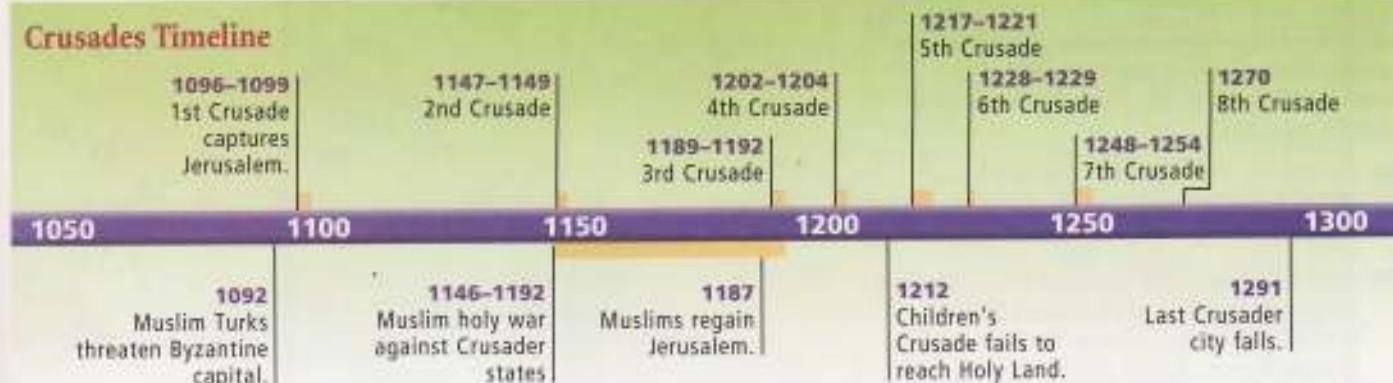 Crusades Timeline
1096–1099
1st Crusade
captures
Jerusalem.
1147–1149
2nd Crusade
1189–1192
3rd Crusade
1202–1204
4th Crusade
1217–1221
5th Crusade
1228–1229
6th Crusade
1248–1254
7th Crusade
1270
8th Crusade
1050 1100 1150 1200 1250 1300
1092
Muslim Turks
threaten Byzantine
capital.
1146–1192
Muslim holy war
against Crusader
states
1187
Muslims regain
Jerusalem.
1212
Children's
Crusade fails to
reach Holy Land.
1291
Last Crusader
city falls.